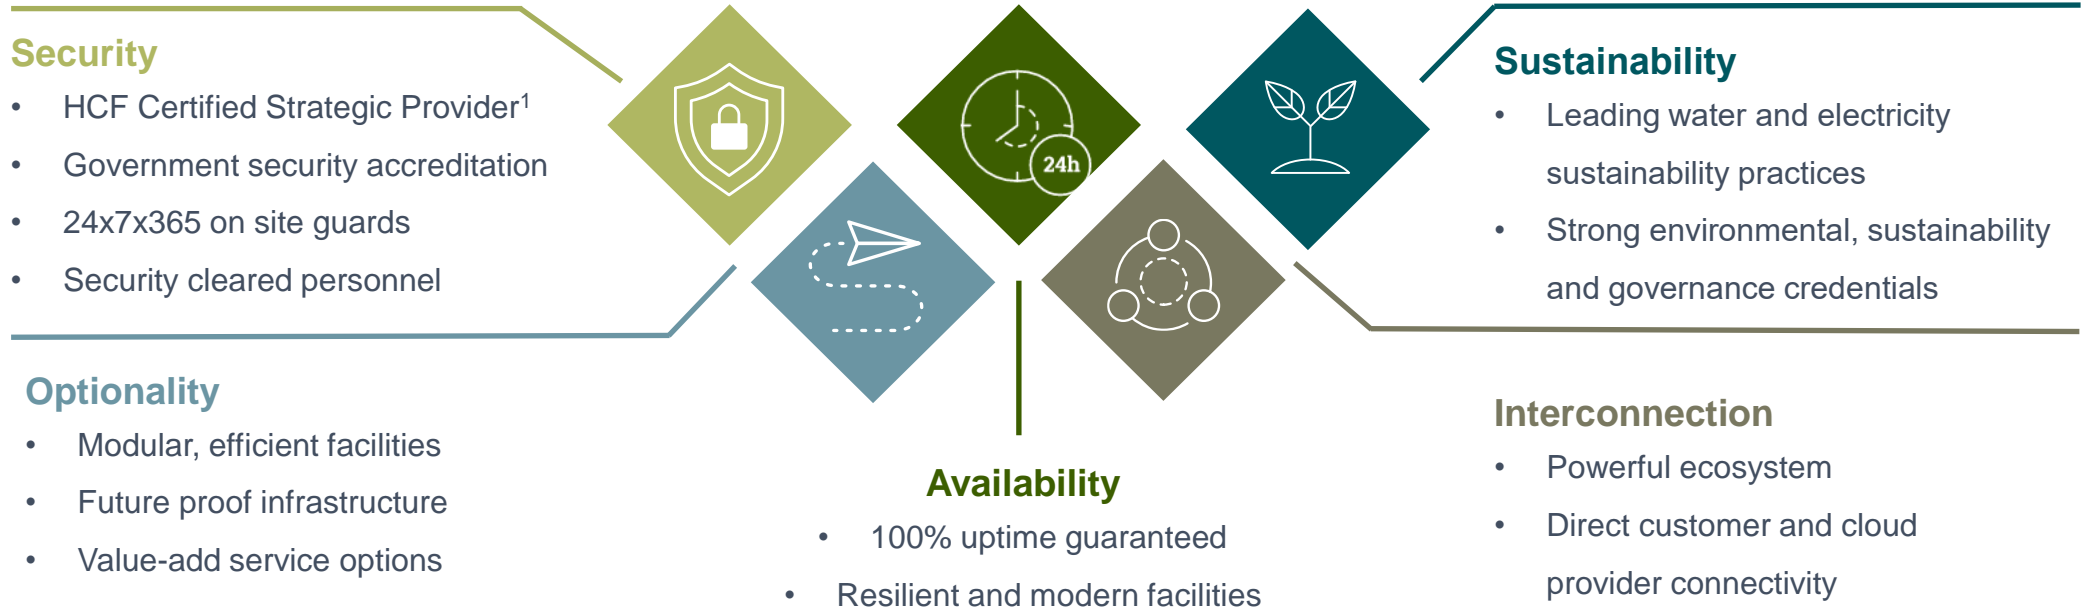 Security
• HCF Certified Strategic Provider1
• Government security accreditation
• 24x7x365 on site guards
• Security cleared personnel
Optionality
• Modular, efficient facilities
• Future proof infrastructure
• Value-add service options
24h
Availability
• 100% uptime guaranteed
• Resilient and modern facilities
Sustainability
• Leading water and electricity
sustainability practices
• Strong environmental, sustainability
and governance credentials
Interconnection
• Powerful ecosystem
• Direct customer and cloud
provider connectivity